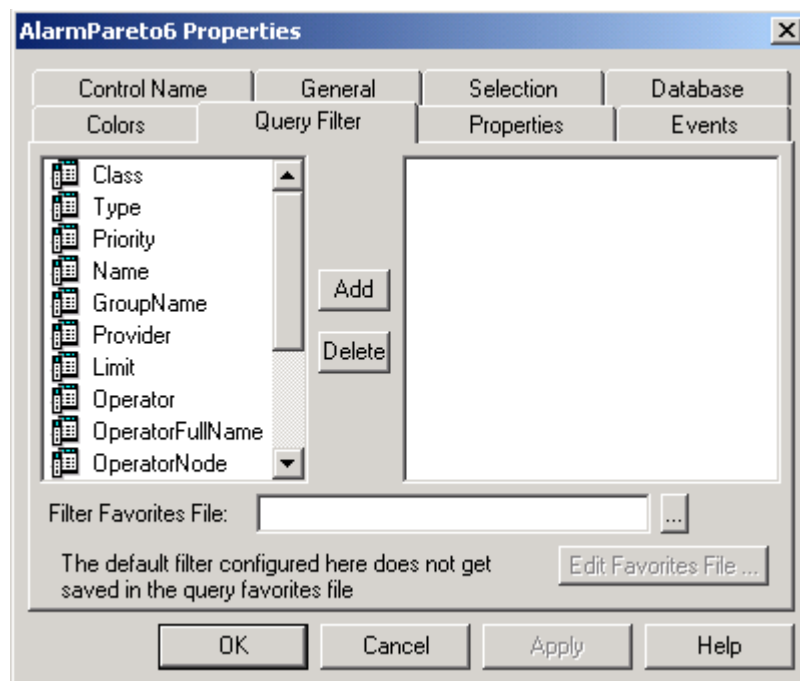 AlarmPareto6 Properties
Control Name General Selection Database
Colors Query Filter Properties Events
Class
Type
Priority
Name
GroupName
Provider
Limit
Operator
OperatorFullName
OperatorNode
Add
Delete
Filter Favorites File: ...
The default filter configured here does not get
saved in the query favorites file
Edit Favorites File ...
OK Cancel Apply Help